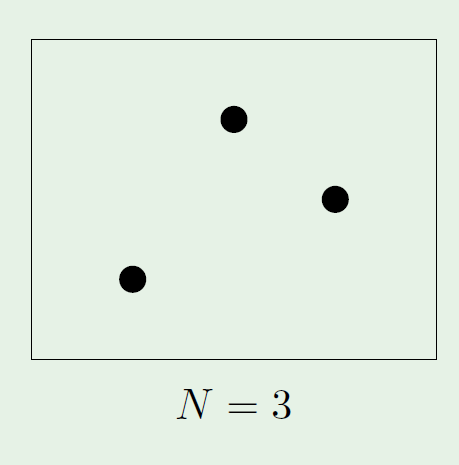 N = 3